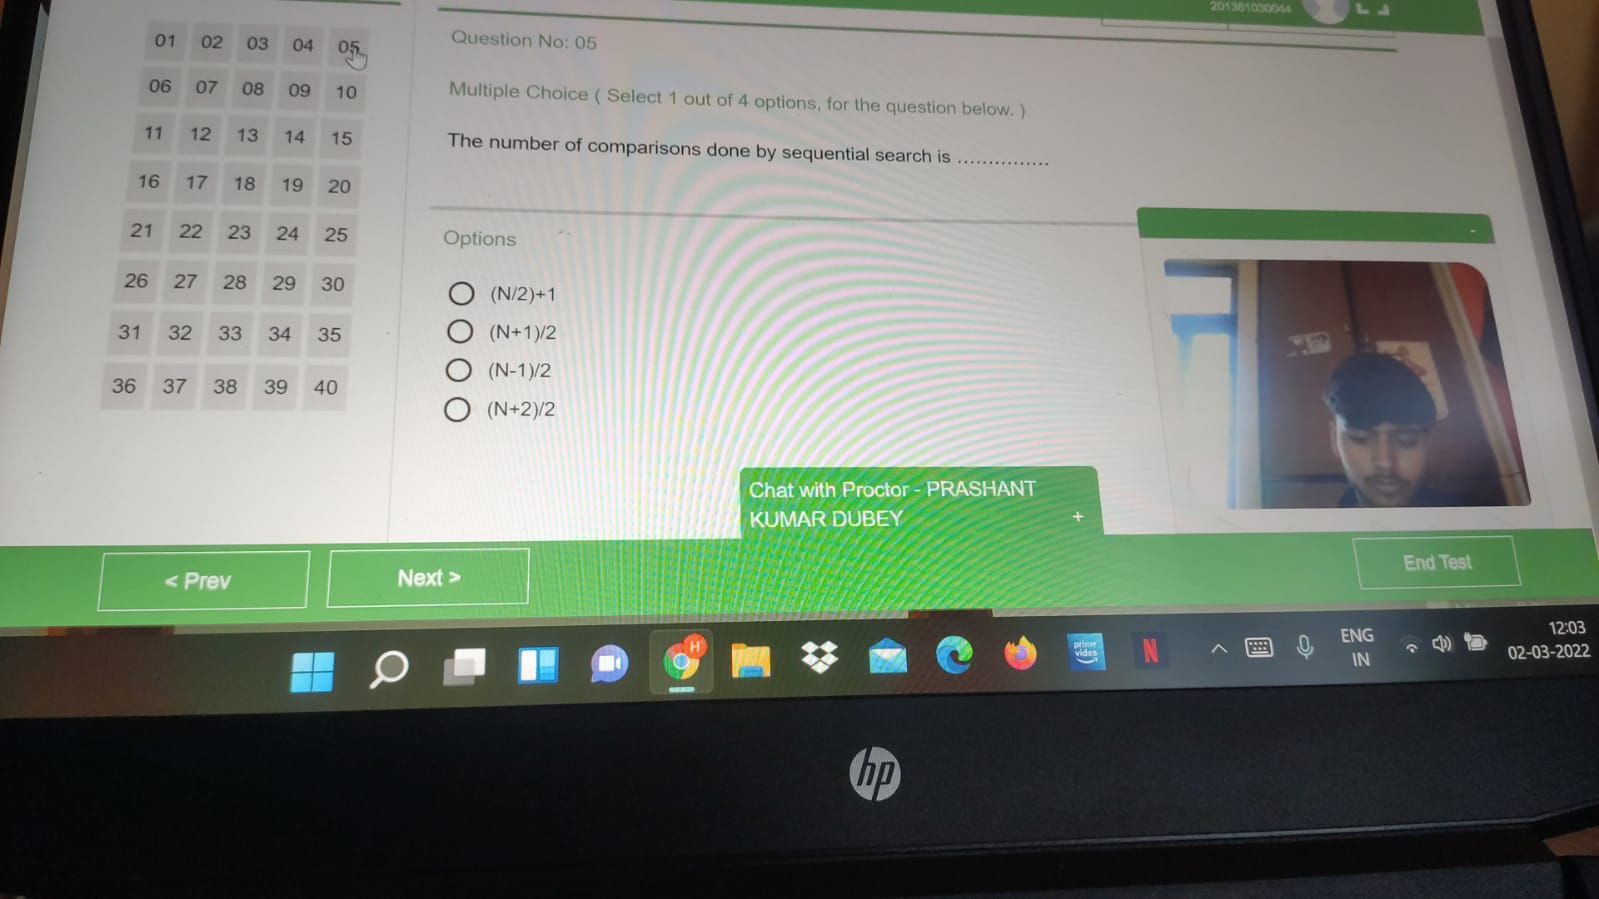 201381030044
01 02 03 04 05
06 07 08 09 10
11 12 13 14 15
16 17 18 19 20
21 22 23 24 25
26 27 28 29 30
31 32 33 34 35
36 37 38 39 40
Question No: 05
Multiple Choice ( Select 1 out of 4 options, for the question below. )
The number of comparisons done by sequential search is ...............
Options
(N/2)+1
(N+1)/2
(N-1)/2
(N+2)/2
-
Chat with Proctor - PRASHANT
KUMAR DUBEY +
< Prev
Next >
End Test
H
prime
video
N
ENG
IN
12:03
02-03-2022
hp